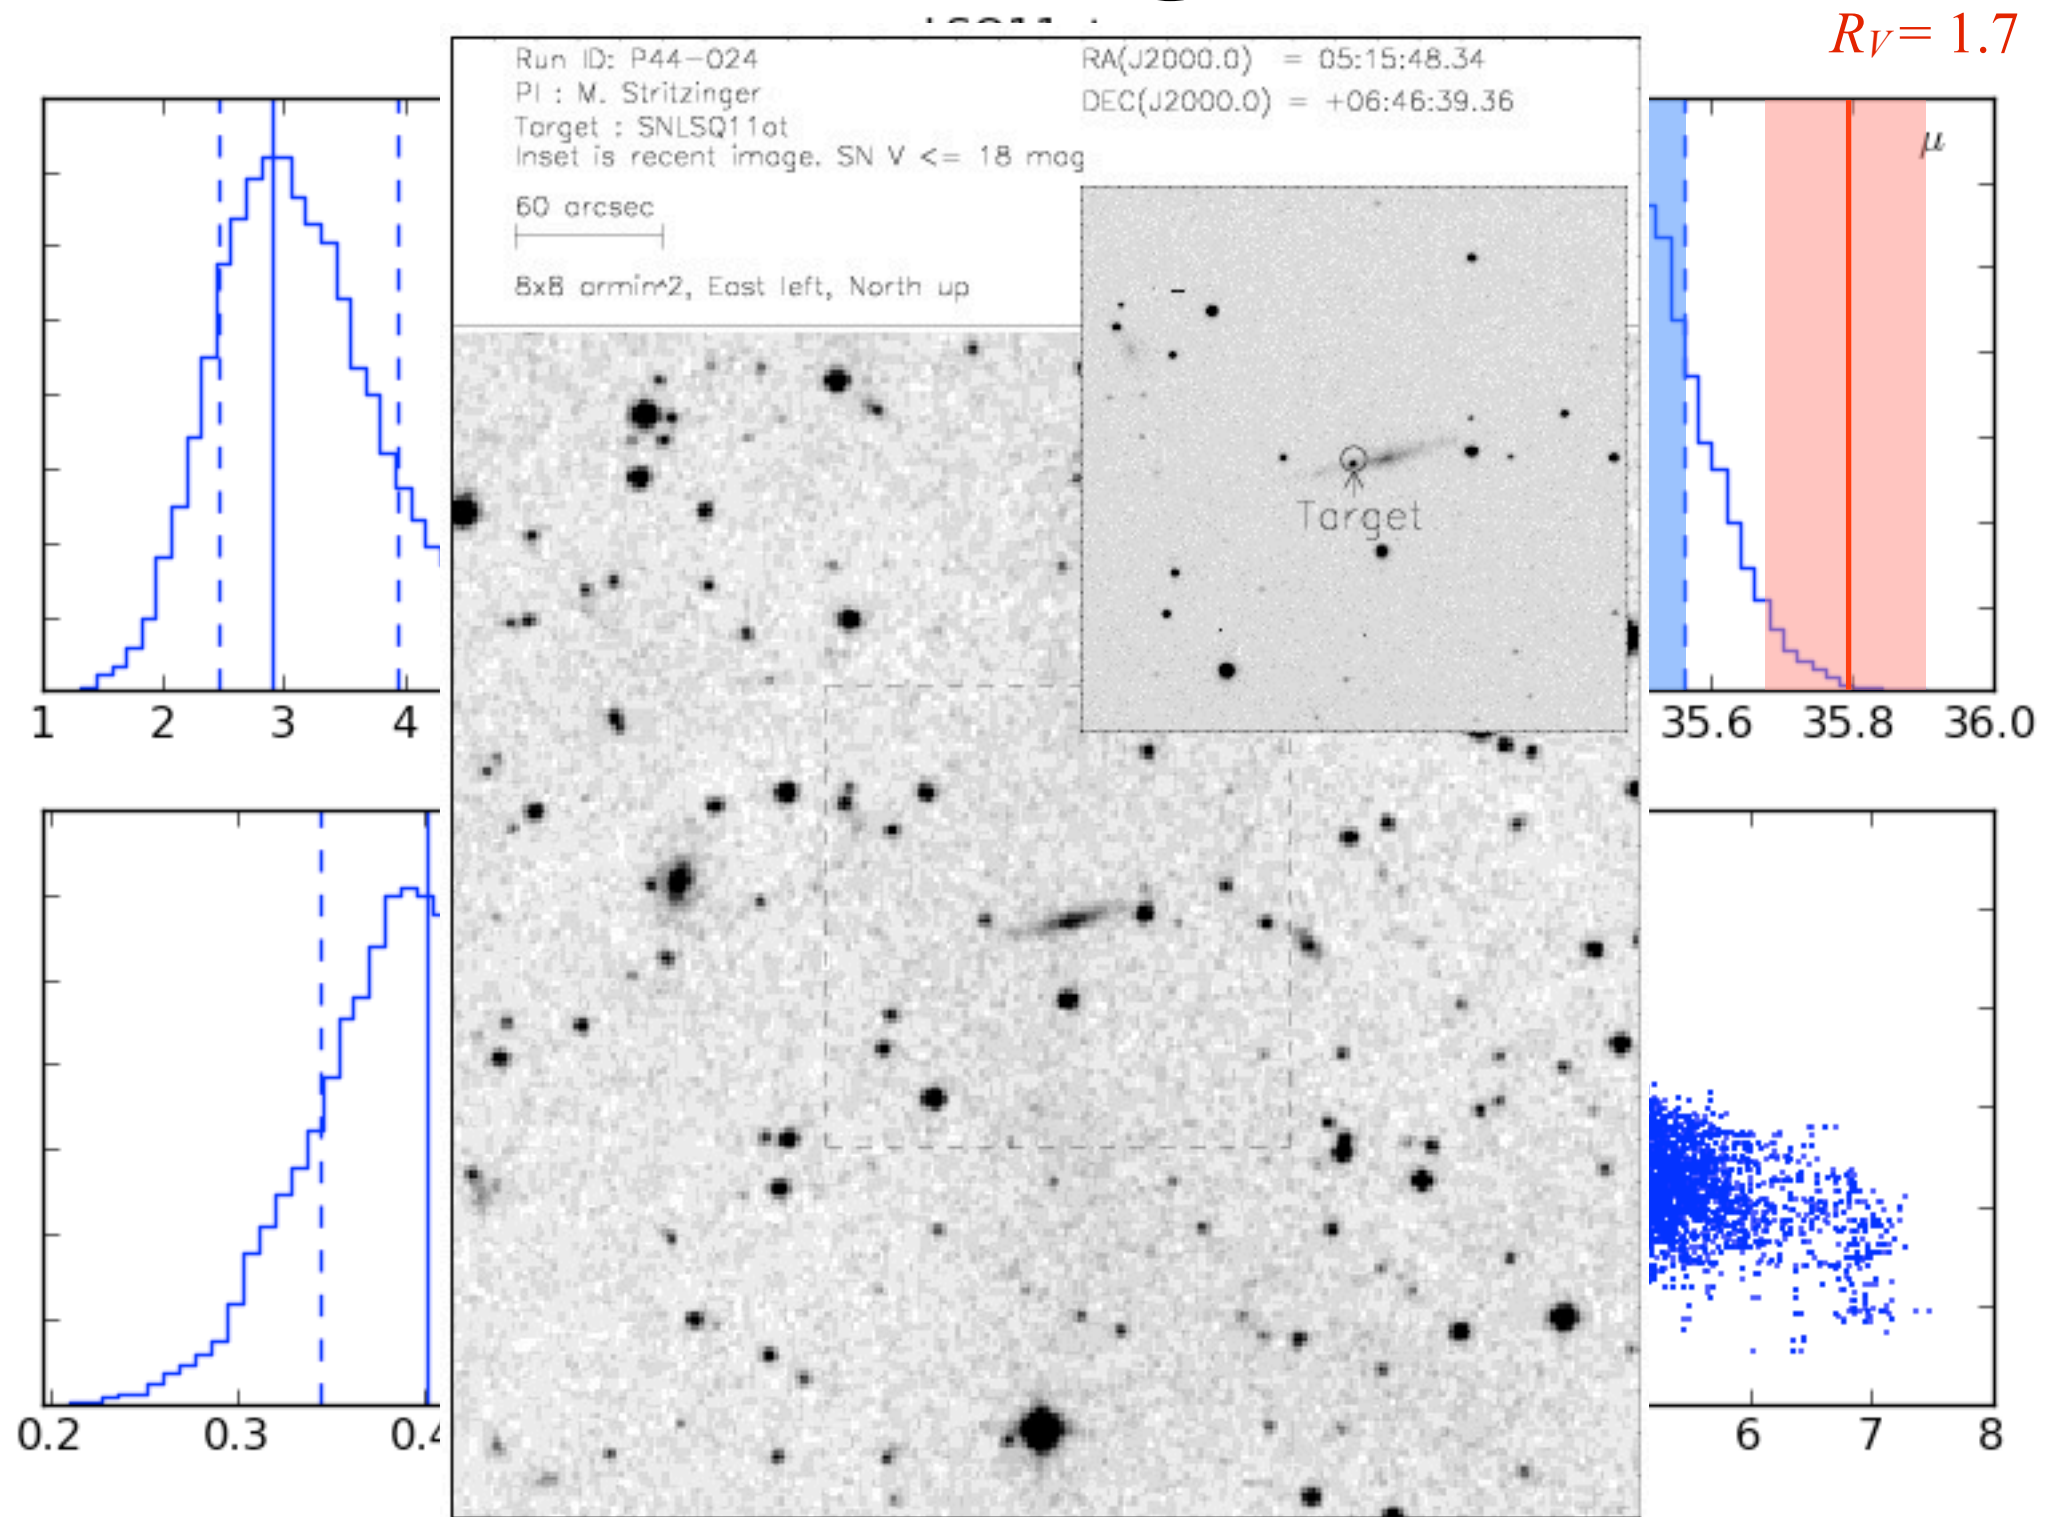 R_V = 1.7
Run ID: P44-024
PI : M. Stritzinger
Target : SNLSQ11ot
Inset is recent image. SN V <= 18 mag
60 arcsec
8x8 armin^2, East left, North up
RA(J2000.0) = 05:15:48.34
DEC(J2000.0) = +06:46:39.36
Target
μ
1 2 3 4
35.6 35.8 36.0
0.2 0.3
6 7 8